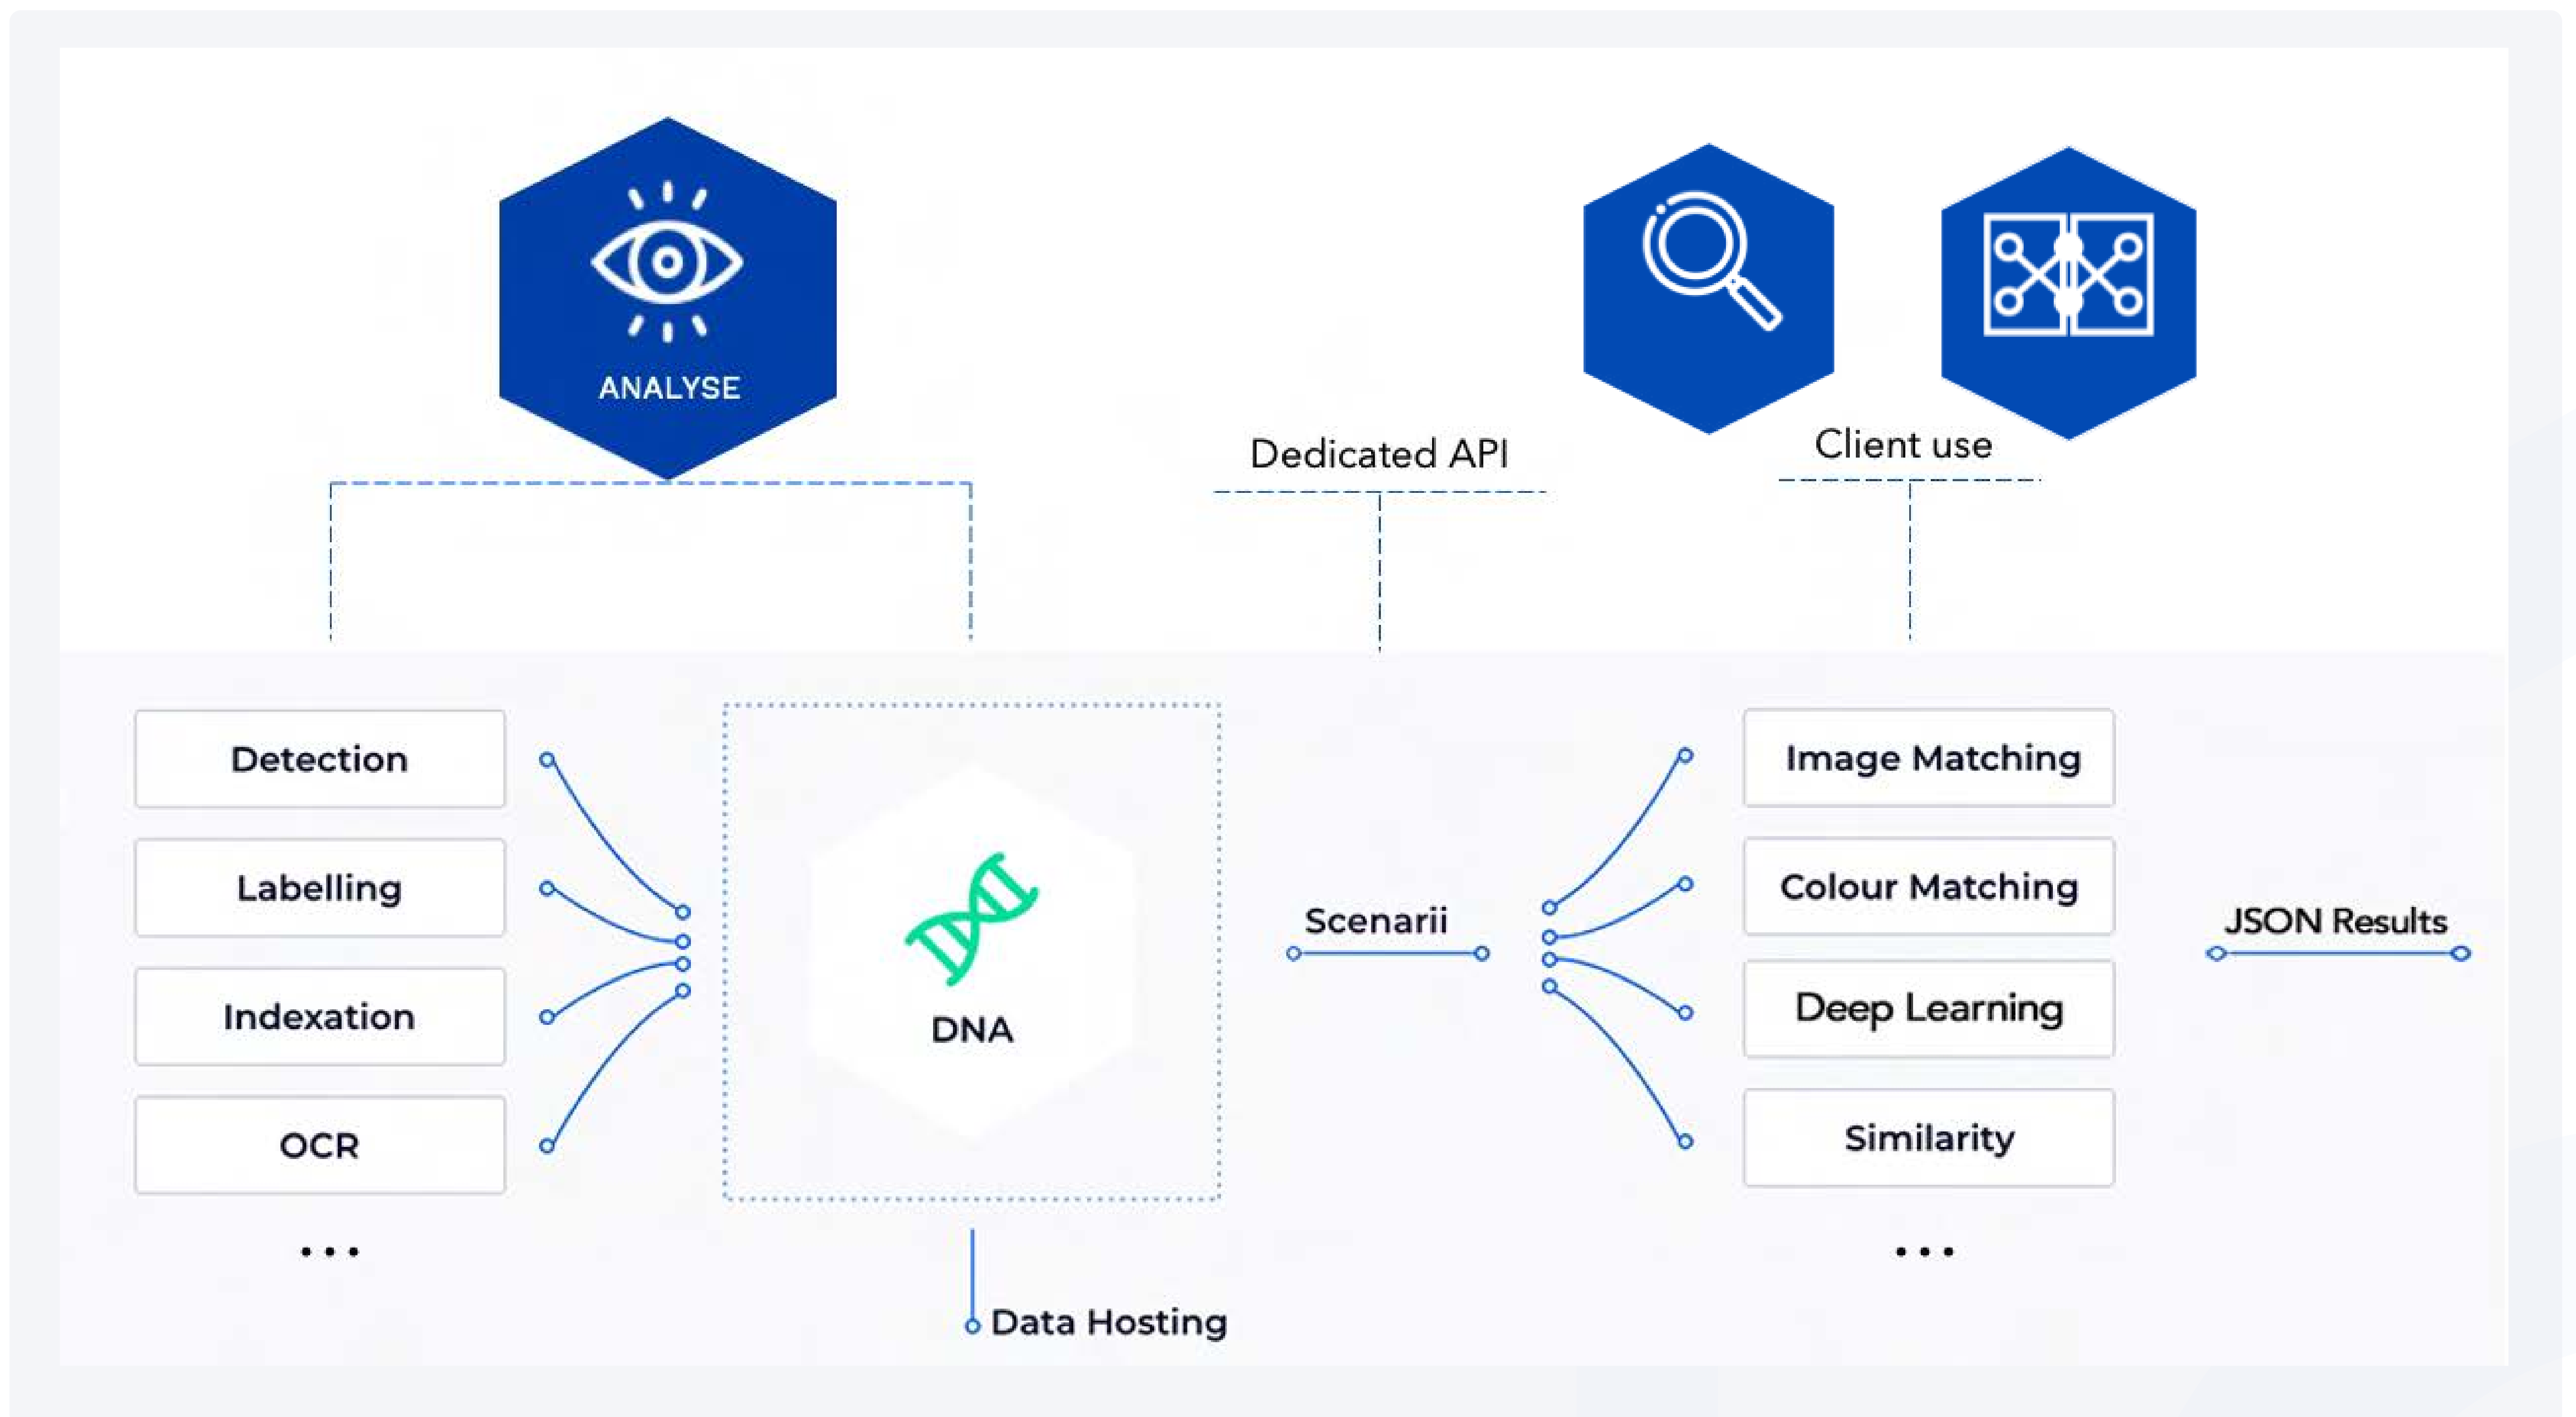 ANALYSE
Dedicated API
Client use
Detection
Labelling
Indexation
OCR
...
DNA
Data Hosting
Scenarii
Image Matching
Colour Matching
Deep Learning
Similarity
...
JSON Results